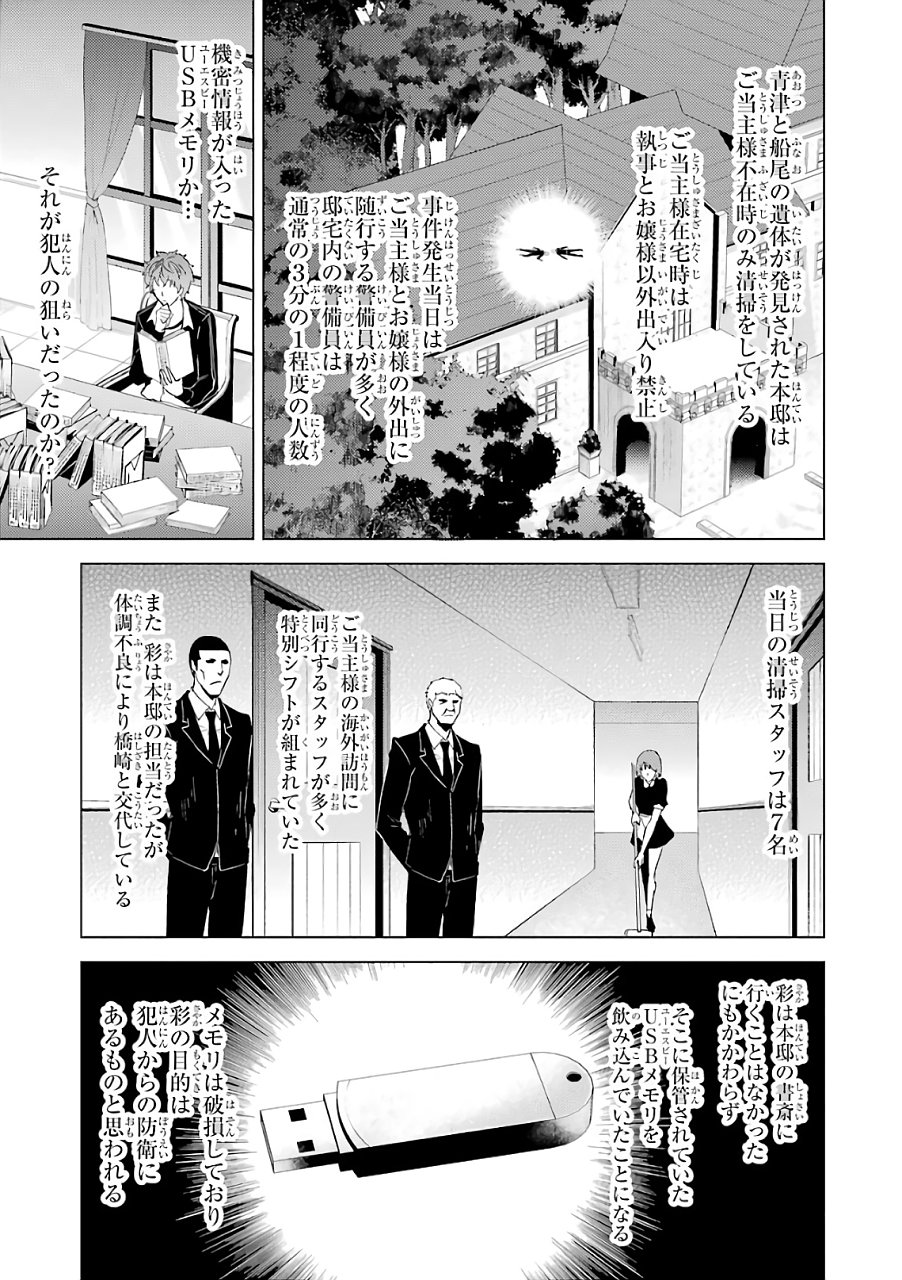 青津と船尾の遺体が発見された本邸は
ご当主様不在時のみ清掃をしている
ご当主様在宅時は
執事とお嬢様以外出入り禁止
事件発生当日は
ご当主様とお嬢様の外出に
随行する警備員が多く
邸宅内の警備員は
通常の3分の1程度の人数
機密情報が入った
USBメモリか…
それが犯人の狙いだったのか？
当日の清掃スタッフは7名
ご当主様の海外訪問に
同行するスタッフが多く
特別シフトが組まれていた
また 彩は本邸の担当だったが
体調不良により橋崎と交代している
彩は本邸の書斎に
行くことはなかった
にもかかわらず
そこに保管されていた
USBメモリを
飲み込んでいたことになる
メモリは破損しており
彩の目的は
犯人からの防衛に
あるものと思われる